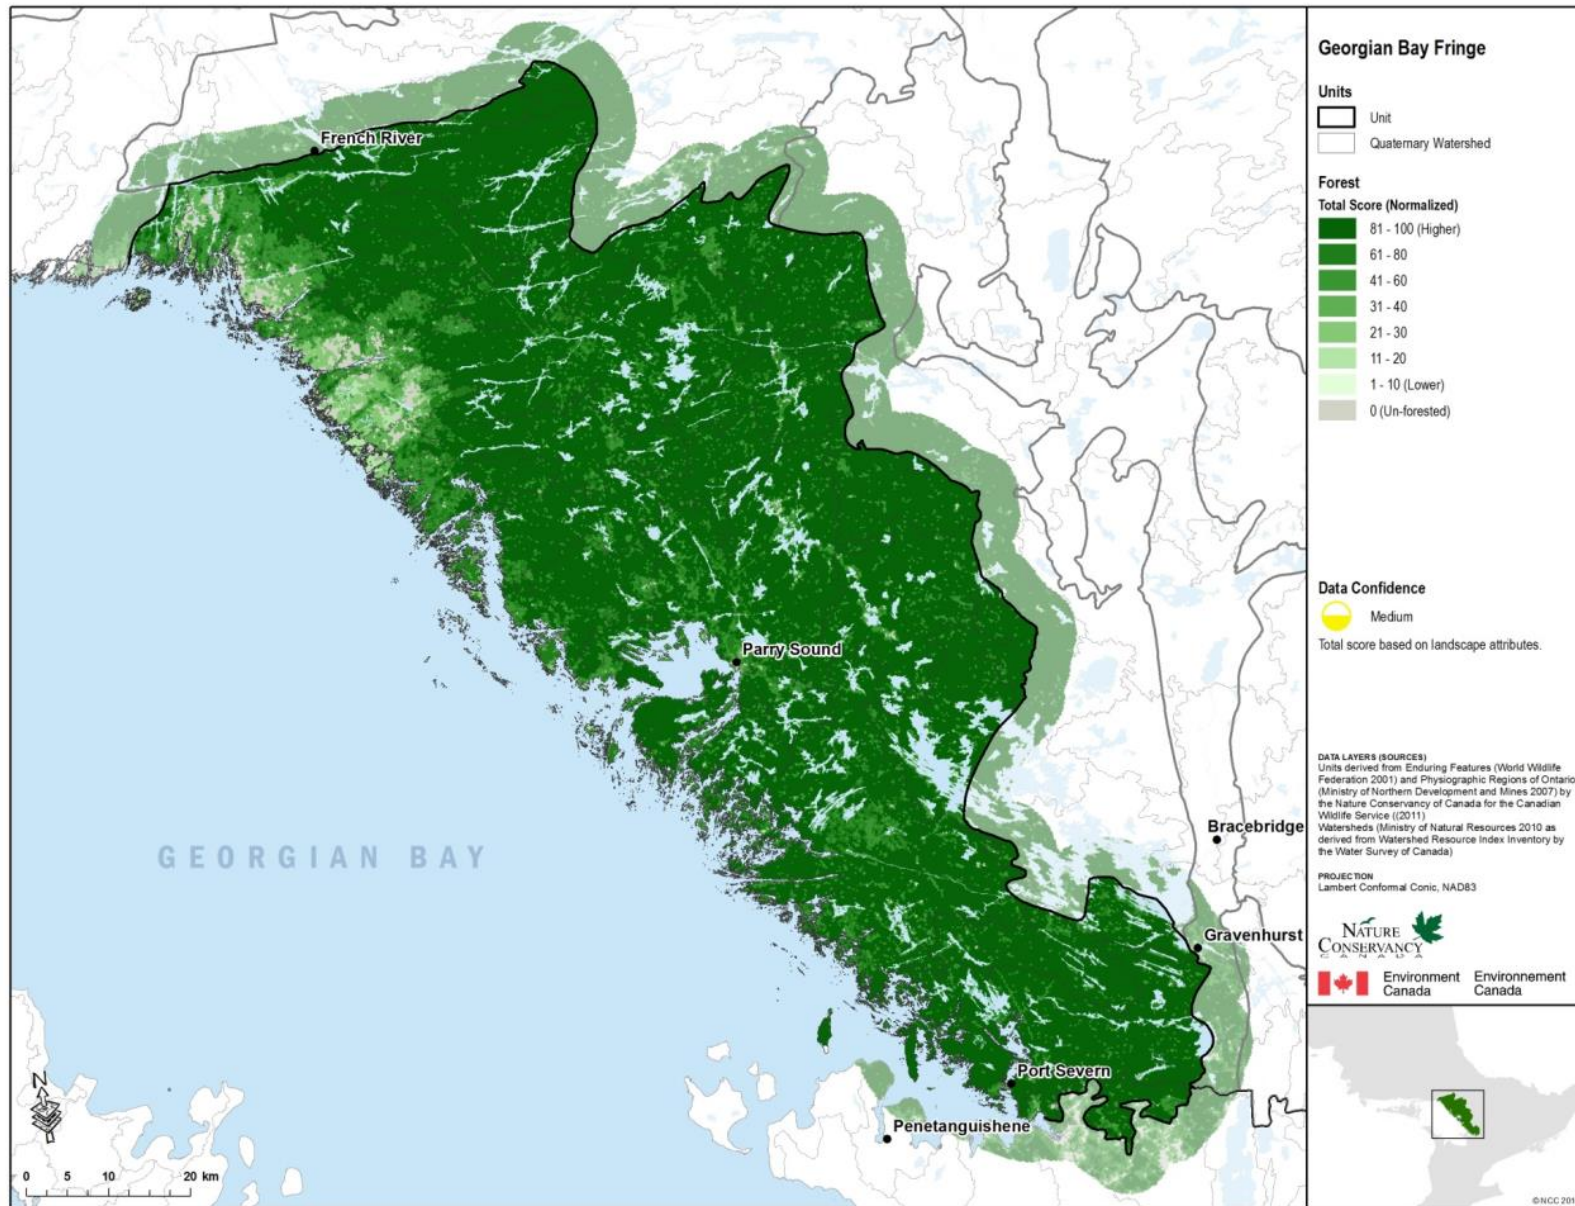 French River
Parry Sound
Bracebridge
GEORGIAN BAY
Gravenhurst
Port Severn
Penetanguishene
N
0 5 10 20 km
Georgian Bay Fringe
Units
Unit
Quaternary Watershed
Forest
Total Score (Normalized)
81 - 100 (Higher)
61 - 80
41 - 60
31 - 40
21 - 30
11 - 20
1 - 10 (Lower)
0 (Un-forested)
Data Confidence
Medium
Total score based on landscape attributes.
DATA LAYERS (SOURCES)
Units derived from Enduring Features (World Wildlife
Federation 2001) and Physiographic Regions of Ontario
(Ministry of Northern Development and Mines 2007) by
the Nature Conservancy of Canada for the Canadian
Wildlife Service ((2011)
Watersheds (Ministry of Natural Resources 2010 as
derived from Watershed Resource Index Inventory by
the Water Survey of Canada)
PROJECTION
Lambert Conformal Conic, NAD83
NATURE
CONSERVANCY
CANADA
Environment Environnement
Canada Canada
© NCC